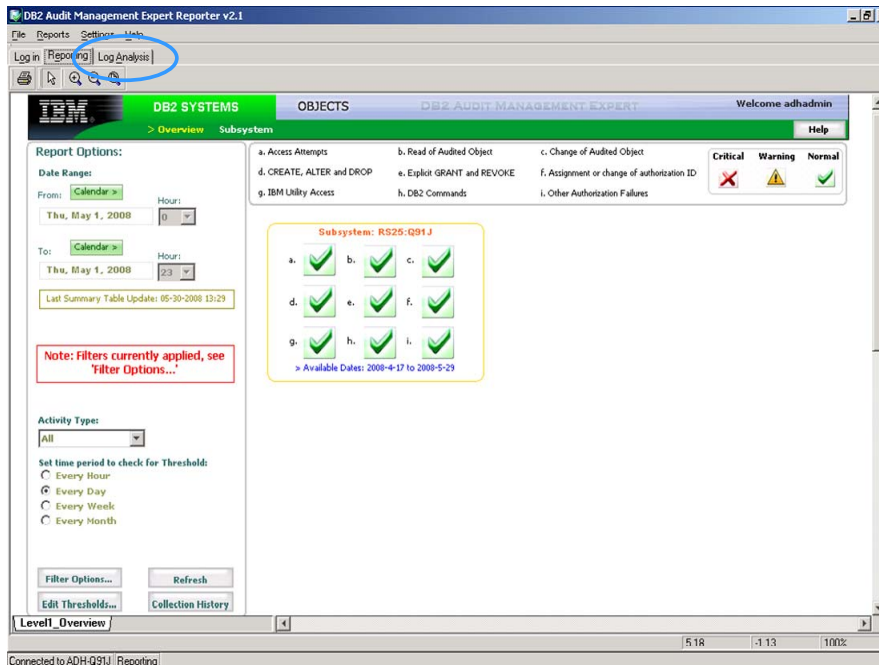 DB2 Audit Management Expert Reporter v2.1
File Reports Settings Help
Log in Reporting Log Analysis
IBM. DB2 SYSTEMS OBJECTS DB2 AUDIT MANAGEMENT EXPERT Welcome adhadmin
> Overview Subsystem Help
Report Options:
Date Range:
From: Calendar >
Hour:
Thu, May 1, 2008 0
To: Calendar >
Hour:
Thu, May 1, 2008 23
Last Summary Table Update: 05-30-2008 13:29
Note: Filters currently applied, see
'Filter Options...'
Activity Type:
All
Set time period to check for Threshold:
Every Hour
Every Day
Every Week
Every Month
Filter Options... Refresh
Edit Thresholds... Collection History
a. Access Attempts b. Read of Audited Object c. Change of Audited Object
d. CREATE, ALTER and DROP e. Explicit GRANT and REVOKE f. Assignment or change of authorization ID
g. IBM Utility Access h. DB2 Commands i. Other Authorization Failures
Critical Warning Normal
Subsystem: RS25:Q91J
a. b. c.
d. e. f.
g. h. i.
> Available Dates: 2008-4-17 to 2008-5-29
Level1_Overview
5.18 -1.13 100%
Connected to ADH-Q91J Reporting